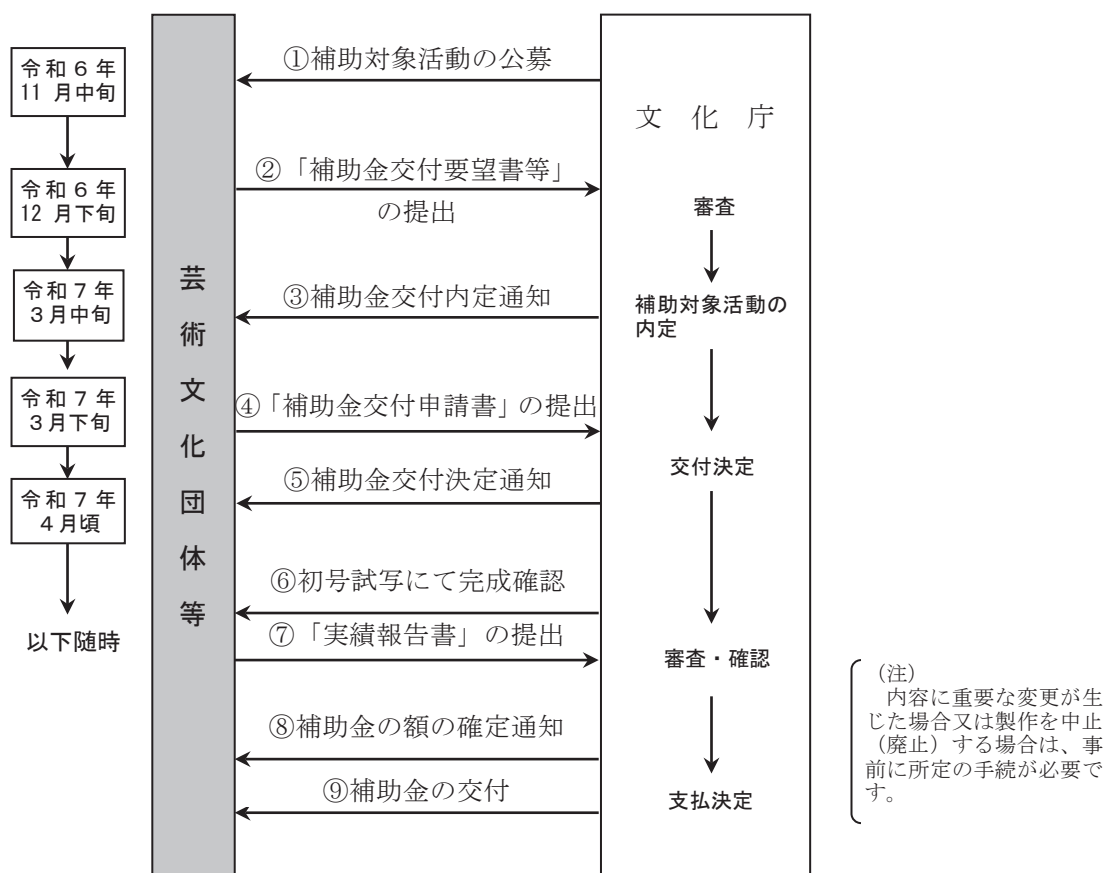 令和６年
11 月中旬
令和６年
12 月下旬
令和７年
３月中旬
令和７年
３月下旬
令和７年
４月頃
以下随時
芸術文化団体等
①補助対象活動の公募
②「補助金交付要望書等」
の提出
③補助金交付内定通知
④「補助金交付申請書」の提出
⑤補助金交付決定通知
⑥初号試写にて完成確認
⑦「実績報告書」の提出
⑧補助金の額の確定通知
⑨補助金の交付
文　化　庁
審査
補助対象活動の
内定
交付決定
審査・確認
支払決定
（注）
　内容に重要な変更が生
じた場合又は製作を中止
（廃止）する場合は、事
前に所定の手続が必要で
す。